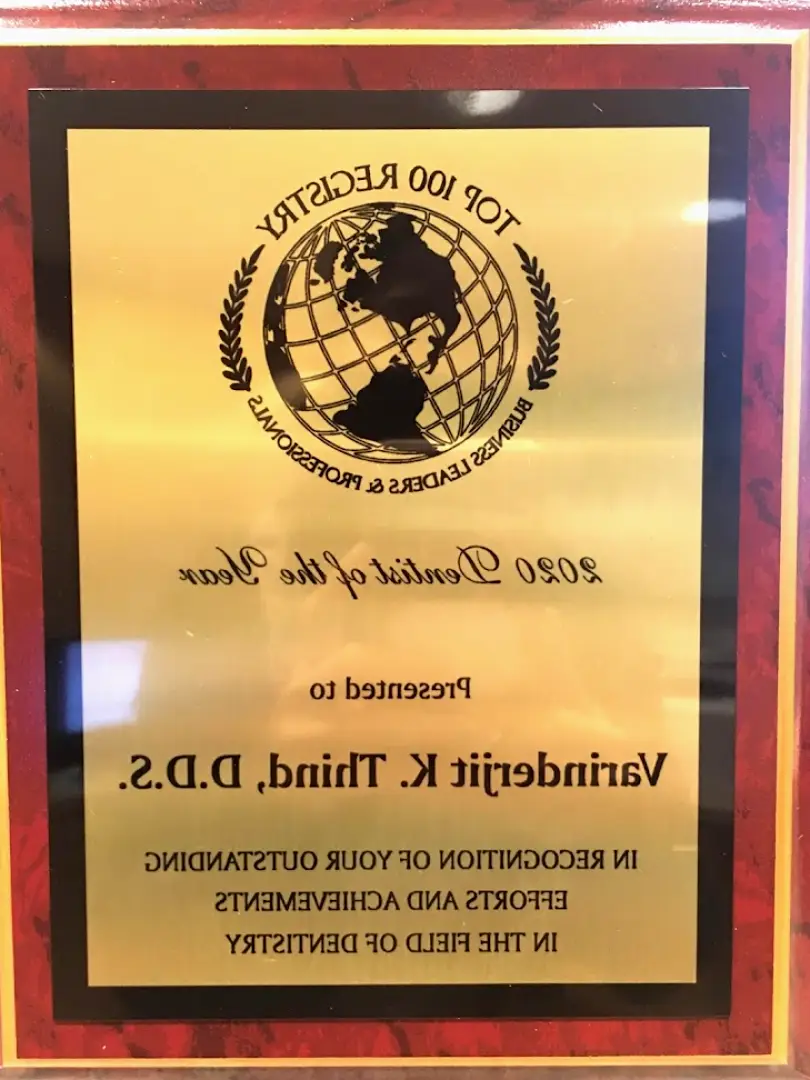 TOP 100 REGISTRY
BUSINESS LEADERS & PROFESSIONALS
2020 Dentist of the Year
Presented to
Varinderjit K. Thind, D.D.S.
IN RECOGNITION OF YOUR OUTSTANDING
EFFORTS AND ACHIEVEMENTS
IN THE FIELD OF DENTISTRY